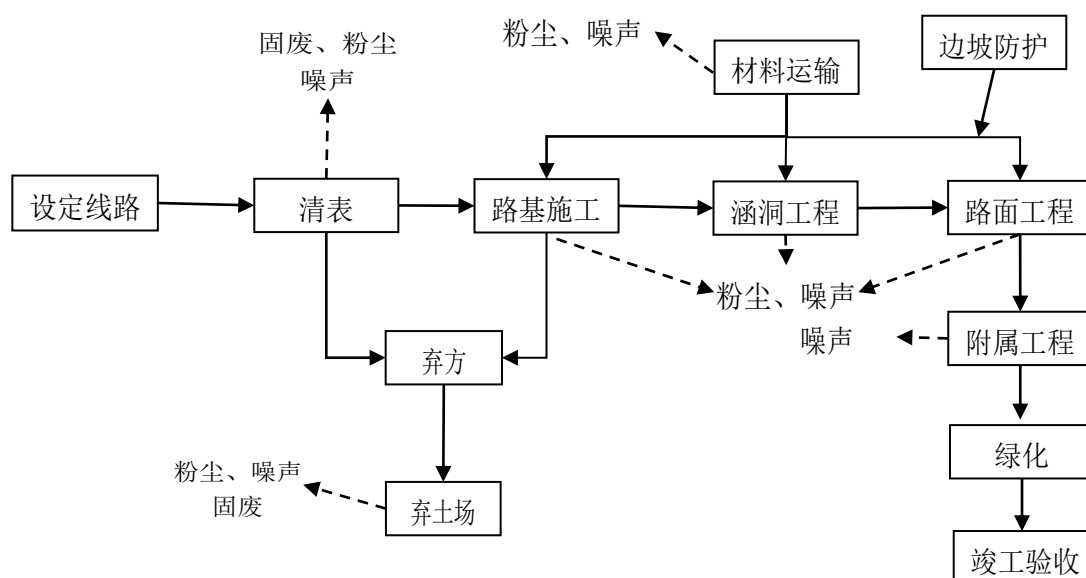 固废、粉尘
噪声
粉尘、噪声
材料运输
边坡防护
设定线路
清表
路基施工
涵洞工程
路面工程
粉尘、噪声
噪声
附属工程
弃方
绿化
粉尘、噪声
固废
弃土场
竣工验收